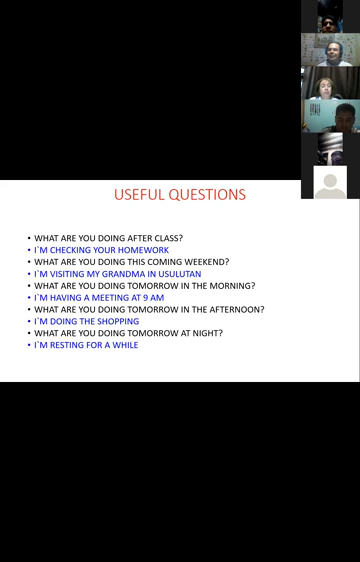 USEFUL QUESTIONS
• WHAT ARE YOU DOING AFTER CLASS?
• I`M CHECKING YOUR HOMEWORK
• WHAT ARE YOU DOING THIS COMING WEEKEND?
• I`M VISITING MY GRANDMA IN USULUTAN
• WHAT ARE YOU DOING TOMORROW IN THE MORNING?
• I`M HAVING A MEETING AT 9 AM
• WHAT ARE YOU DOING TOMORROW IN THE AFTERNOON?
• I`M DOING THE SHOPPING
• WHAT ARE YOU DOING TOMORROW AT NIGHT?
• I`M RESTING FOR A WHILE